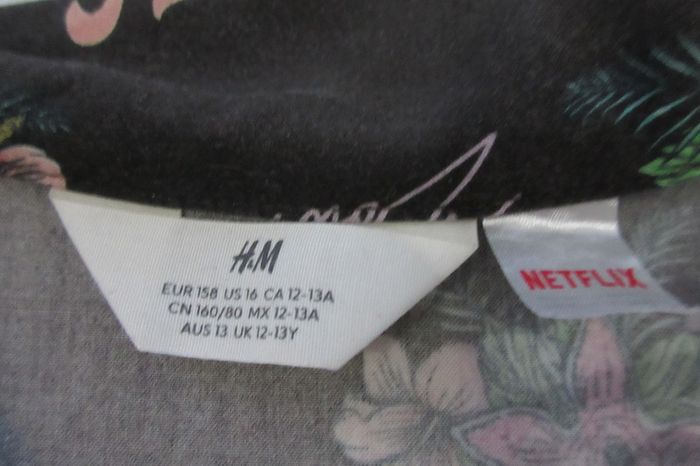 H&M
EUR 158 US 16 CA 12-13A
CN 160/80 MX 12-13A
AUS 13 UK 12-13Y
NETFLIX